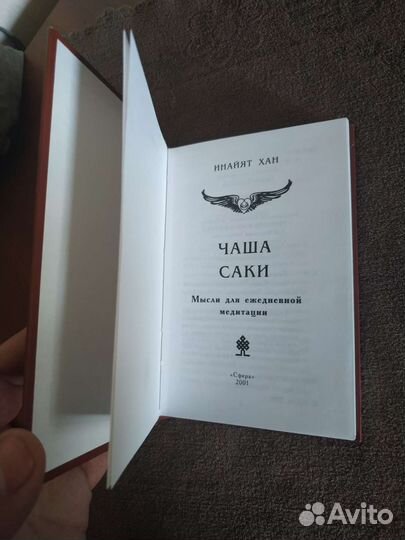 ИНАЙЯТ ХАН
ЧАША
САКИ
Мысли для ежедневной
медитации
«Сфера»
2001
Avito